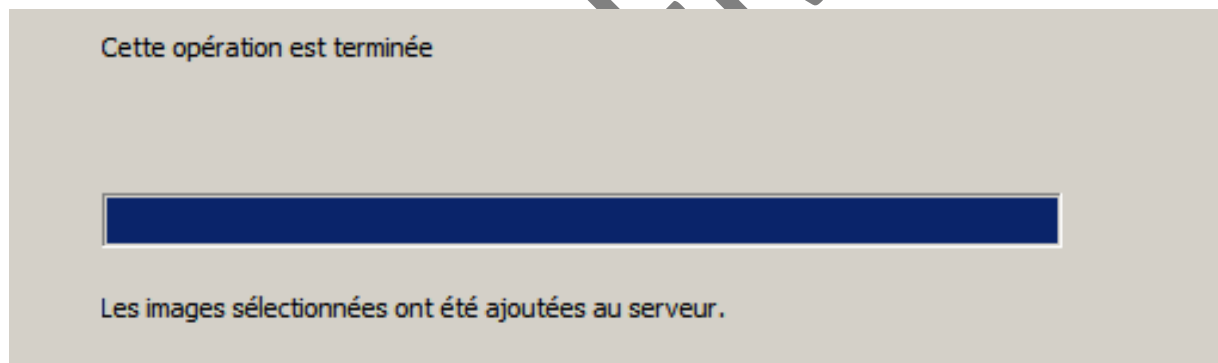 Cette opération est terminée
Les images sélectionnées ont été ajoutées au serveur.